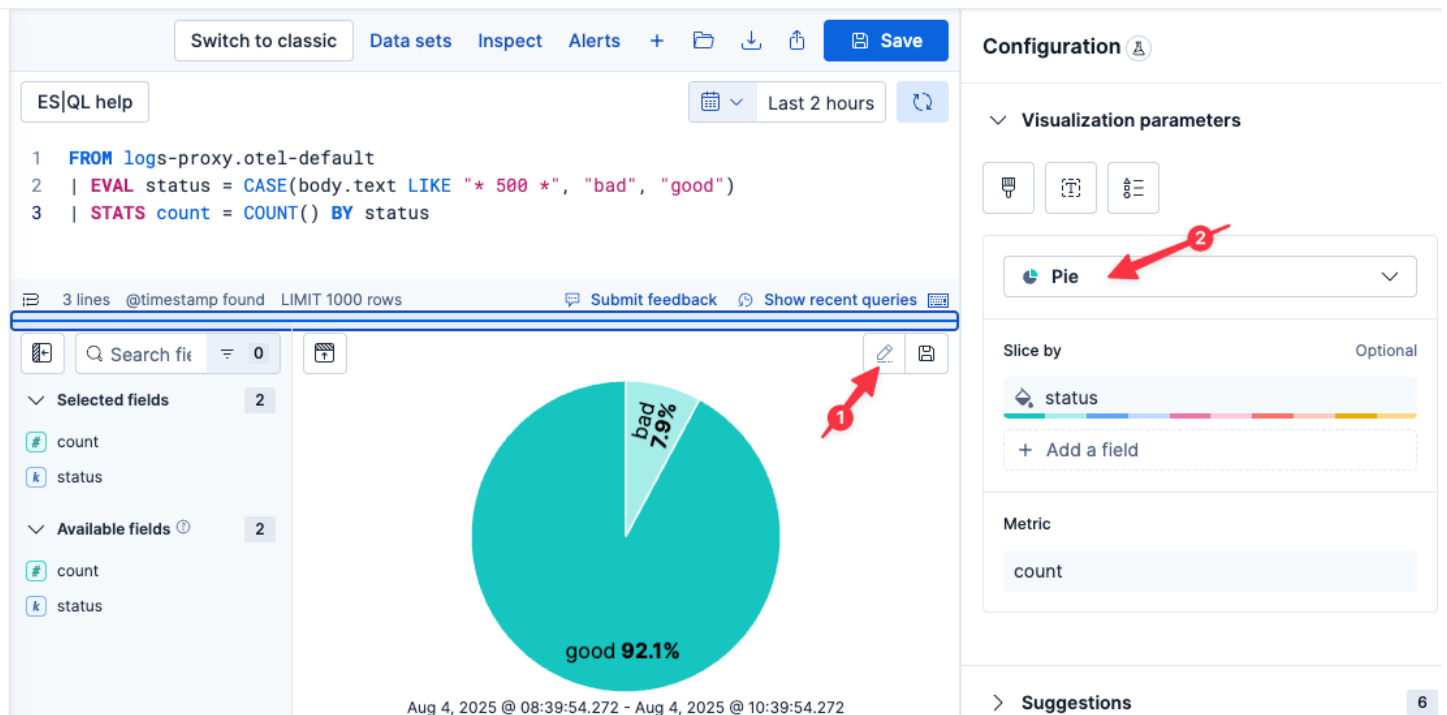 Switch to classic Data sets Inspect Alerts + Save
ES|QL help Last 2 hours
1 FROM logs-proxy.otel-default
2 | EVAL status = CASE(body.text LIKE "* 500 *", "bad", "good")
3 | STATS count = COUNT() BY status
3 lines @timestamp found LIMIT 1000 rows Submit feedback Show recent queries
Search fie 0
Selected fields 2
# count
k status
Available fields 2
# count
k status
1
bad
7.9%
good 92.1%
Aug 4, 2025 @ 08:39:54.272 - Aug 4, 2025 @ 10:39:54.272
Configuration
Visualization parameters
T
2
Pie
Slice by Optional
status
+ Add a field
Metric
count
Suggestions 6